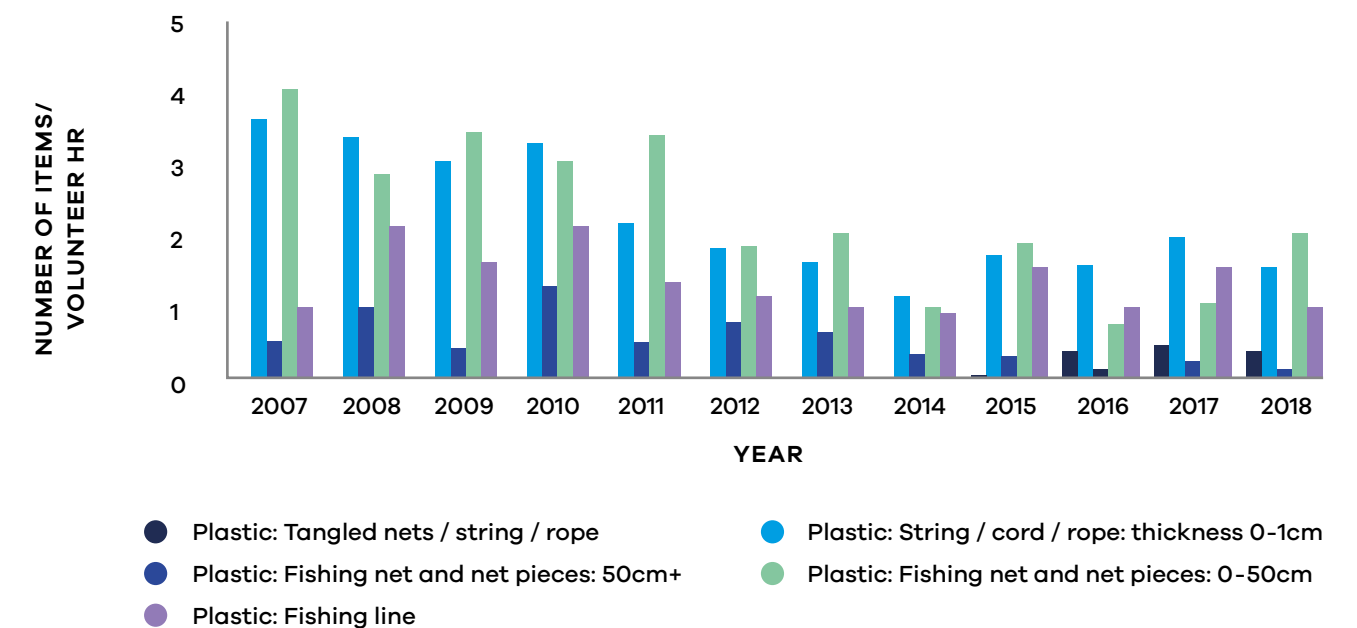 NUMBER OF ITEMS/
VOLUNTEER HR
5
4
3
2
1
0
2007 2008 2009 2010 2011 2012 2013 2014 2015 2016 2017 2018
YEAR
Plastic: Tangled nets / string / rope
Plastic: String / cord / rope: thickness 0-1cm
Plastic: Fishing net and net pieces: 50cm+
Plastic: Fishing net and net pieces: 0-50cm
Plastic: Fishing line